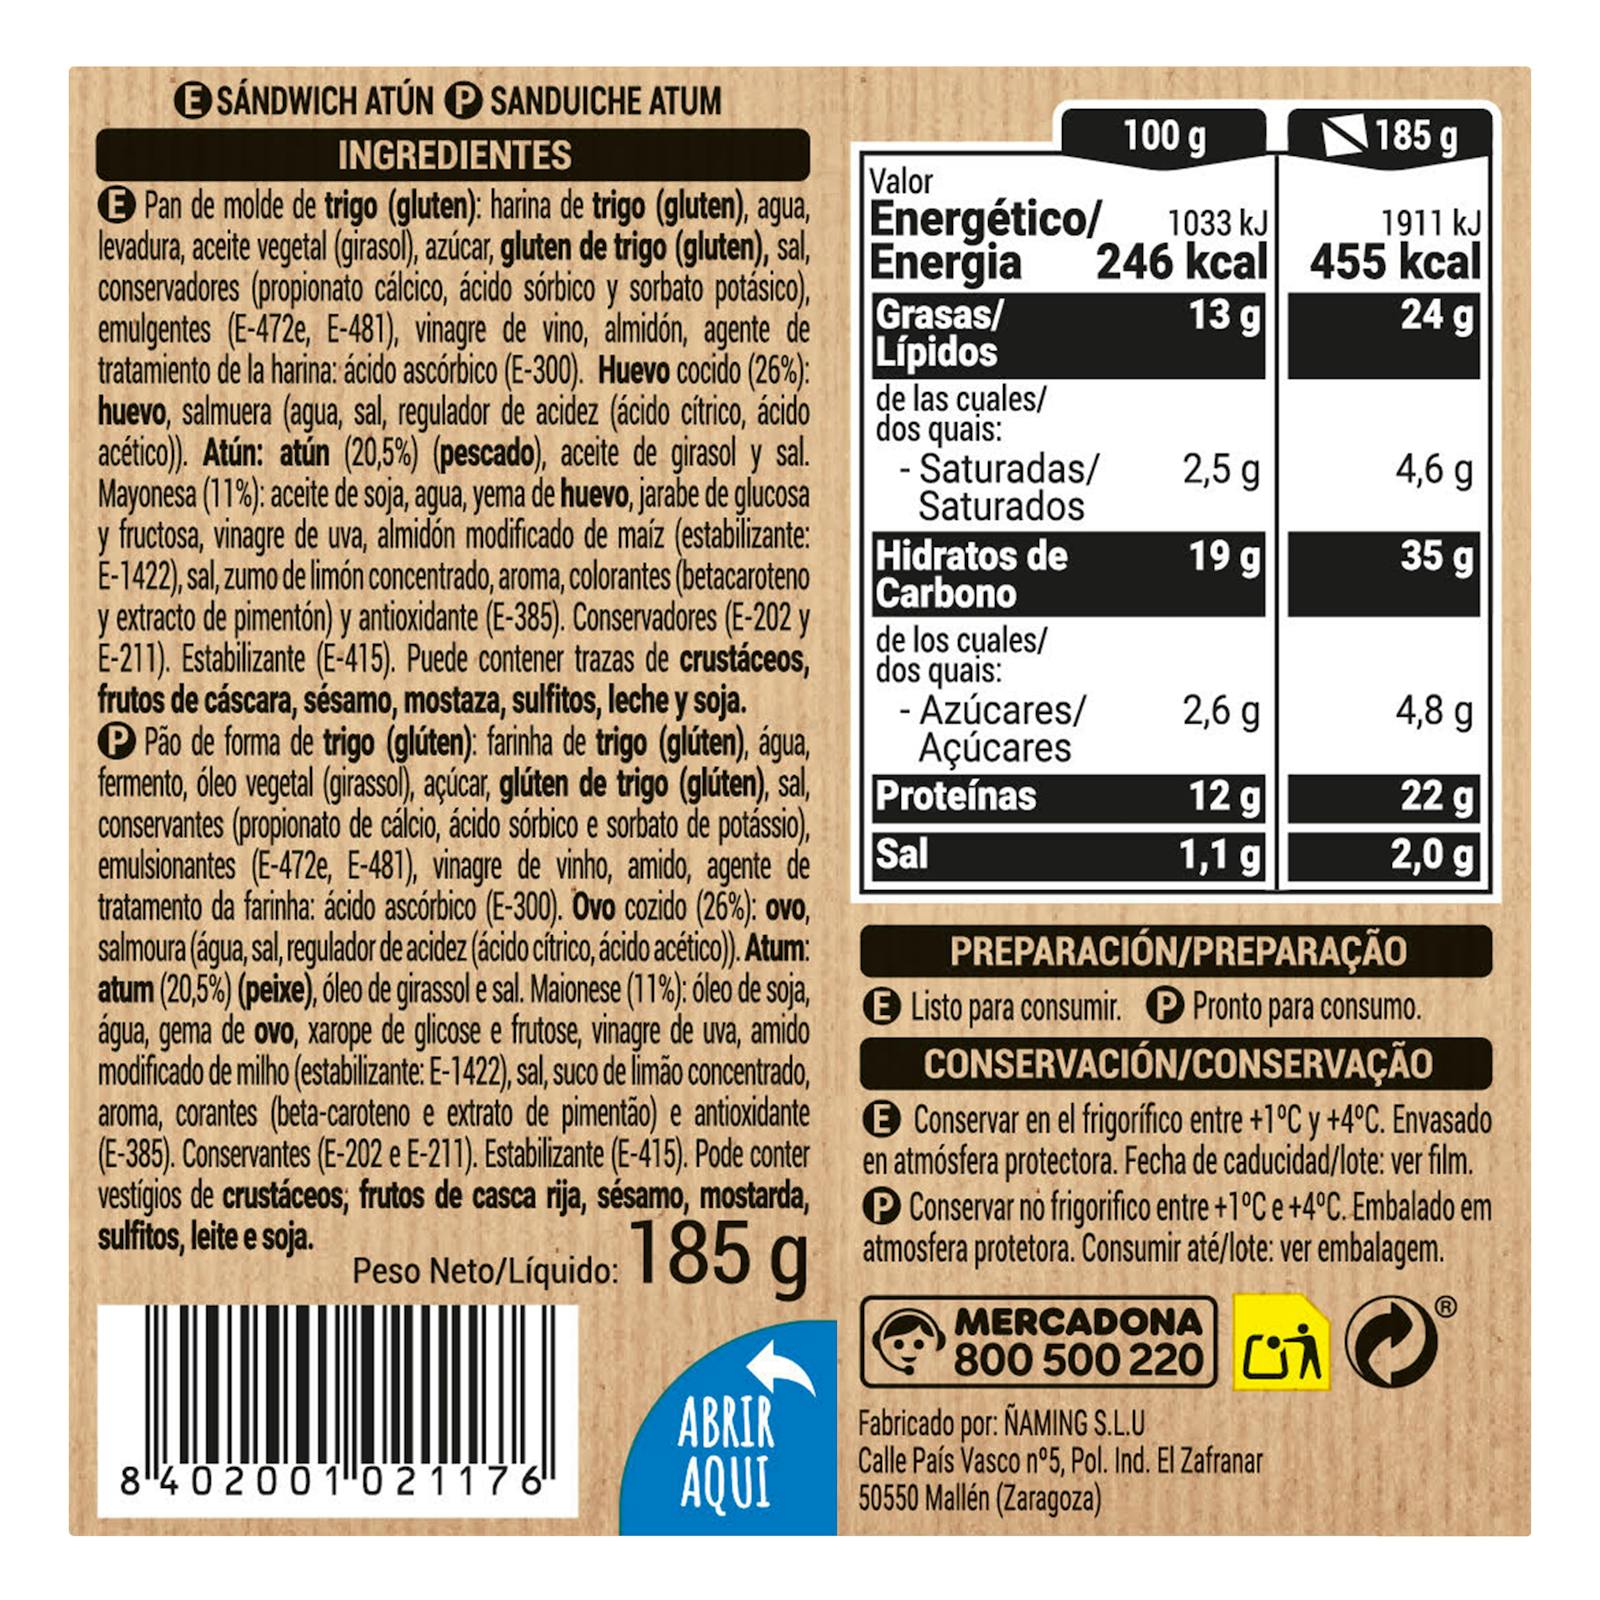 E SÁNDWICH ATÚN P SANDUICHE ATUM
INGREDIENTES
E Pan de molde de trigo (gluten): harina de trigo (gluten), agua,
levadura, aceite vegetal (girasol), azúcar, gluten de trigo (gluten), sal,
conservadores (propionato cálcico, ácido sórbico y sorbato potásico),
emulgentes (E-472e, E-481), vinagre de vino, almidón, agente de
tratamiento de la harina: ácido ascórbico (E-300). Huevo cocido (26%):
huevo, salmuera (agua, sal, regulador de acidez (ácido cítrico, ácido
acético)). Atún: atún (20,5%) (pescado), aceite de girasol y sal.
Mayonesa (11%): aceite de soja, agua, yema de huevo, jarabe de glucosa
y fructosa, vinagre de uva, almidón modificado de maíz (estabilizante:
E-1422), sal, zumo de limón concentrado, aroma, colorantes (betacaroteno
y extracto de pimentón) y antioxidante (E-385). Conservadores (E-202 y
E-211). Estabilizante (E-415). Puede contener trazas de crustáceos,
frutos de cáscara, sésamo, mostaza, sulfitos, leche y soja.
P Pão de forma de trigo (glúten): farinha de trigo (glúten), água,
fermento, óleo vegetal (girassol), açúcar, glúten de trigo (glúten), sal,
conservantes (propionato de cálcio, ácido sórbico e sorbato de potássio),
emulsionantes (E-472e, E-481), vinagre de vinho, amido, agente de
tratamento da farinha: ácido ascórbico (E-300). Ovo cozido (26%): ovo,
salmoura (água, sal, regulador de acidez (ácido cítrico, ácido acético)). Atum:
atum (20,5%) (peixe), óleo de girassol e sal. Maionese (11%): óleo de soja,
água, gema de ovo, xarope de glicose e frutose, vinagre de uva, amido
modificado de milho (estabilizante: E-1422), sal, suco de limão concentrado,
aroma, corantes (beta-caroteno e extrato de pimentão) e antioxidante
(E-385). Conservantes (E-202 e E-211). Estabilizante (E-415). Pode conter
vestígios de crustáceos; frutos de casca rija, sésamo, mostarda,
sulfitos, leite e soja.
Peso Neto/Líquido: 185 g
8 402001 021176
ABRIR
AQUI
100 g 185 g
Valor
Energético/ 1033 kJ 1911 kJ
Energia 246 kcal 455 kcal
Grasas/ 13 g 24 g
Lípidos
de las cuales/
dos quais:
- Saturadas/ 2,5 g 4,6 g
Saturados
Hidratos de 19 g 35 g
Carbono
de los cuales/
dos quais:
- Azúcares/ 2,6 g 4,8 g
Açúcares
Proteínas 12 g 22 g
Sal 1,1 g 2,0 g
PREPARACIÓN/PREPARAÇÃO
E Listo para consumir. P Pronto para consumo.
CONSERVACIÓN/CONSERVAÇÃO
E Conservar en el frigorífico entre +1ºC y +4ºC. Envasado
en atmósfera protectora. Fecha de caducidad/lote: ver film.
P Conservar no frigorifico entre +1ºC e +4ºC. Embalado em
atmosfera protetora. Consumir até/lote: ver embalagem.
MERCADONA
800 500 220
®
Fabricado por: ÑAMING S.L.U
Calle País Vasco nº5, Pol. Ind. El Zafranar
50550 Mallén (Zaragoza)